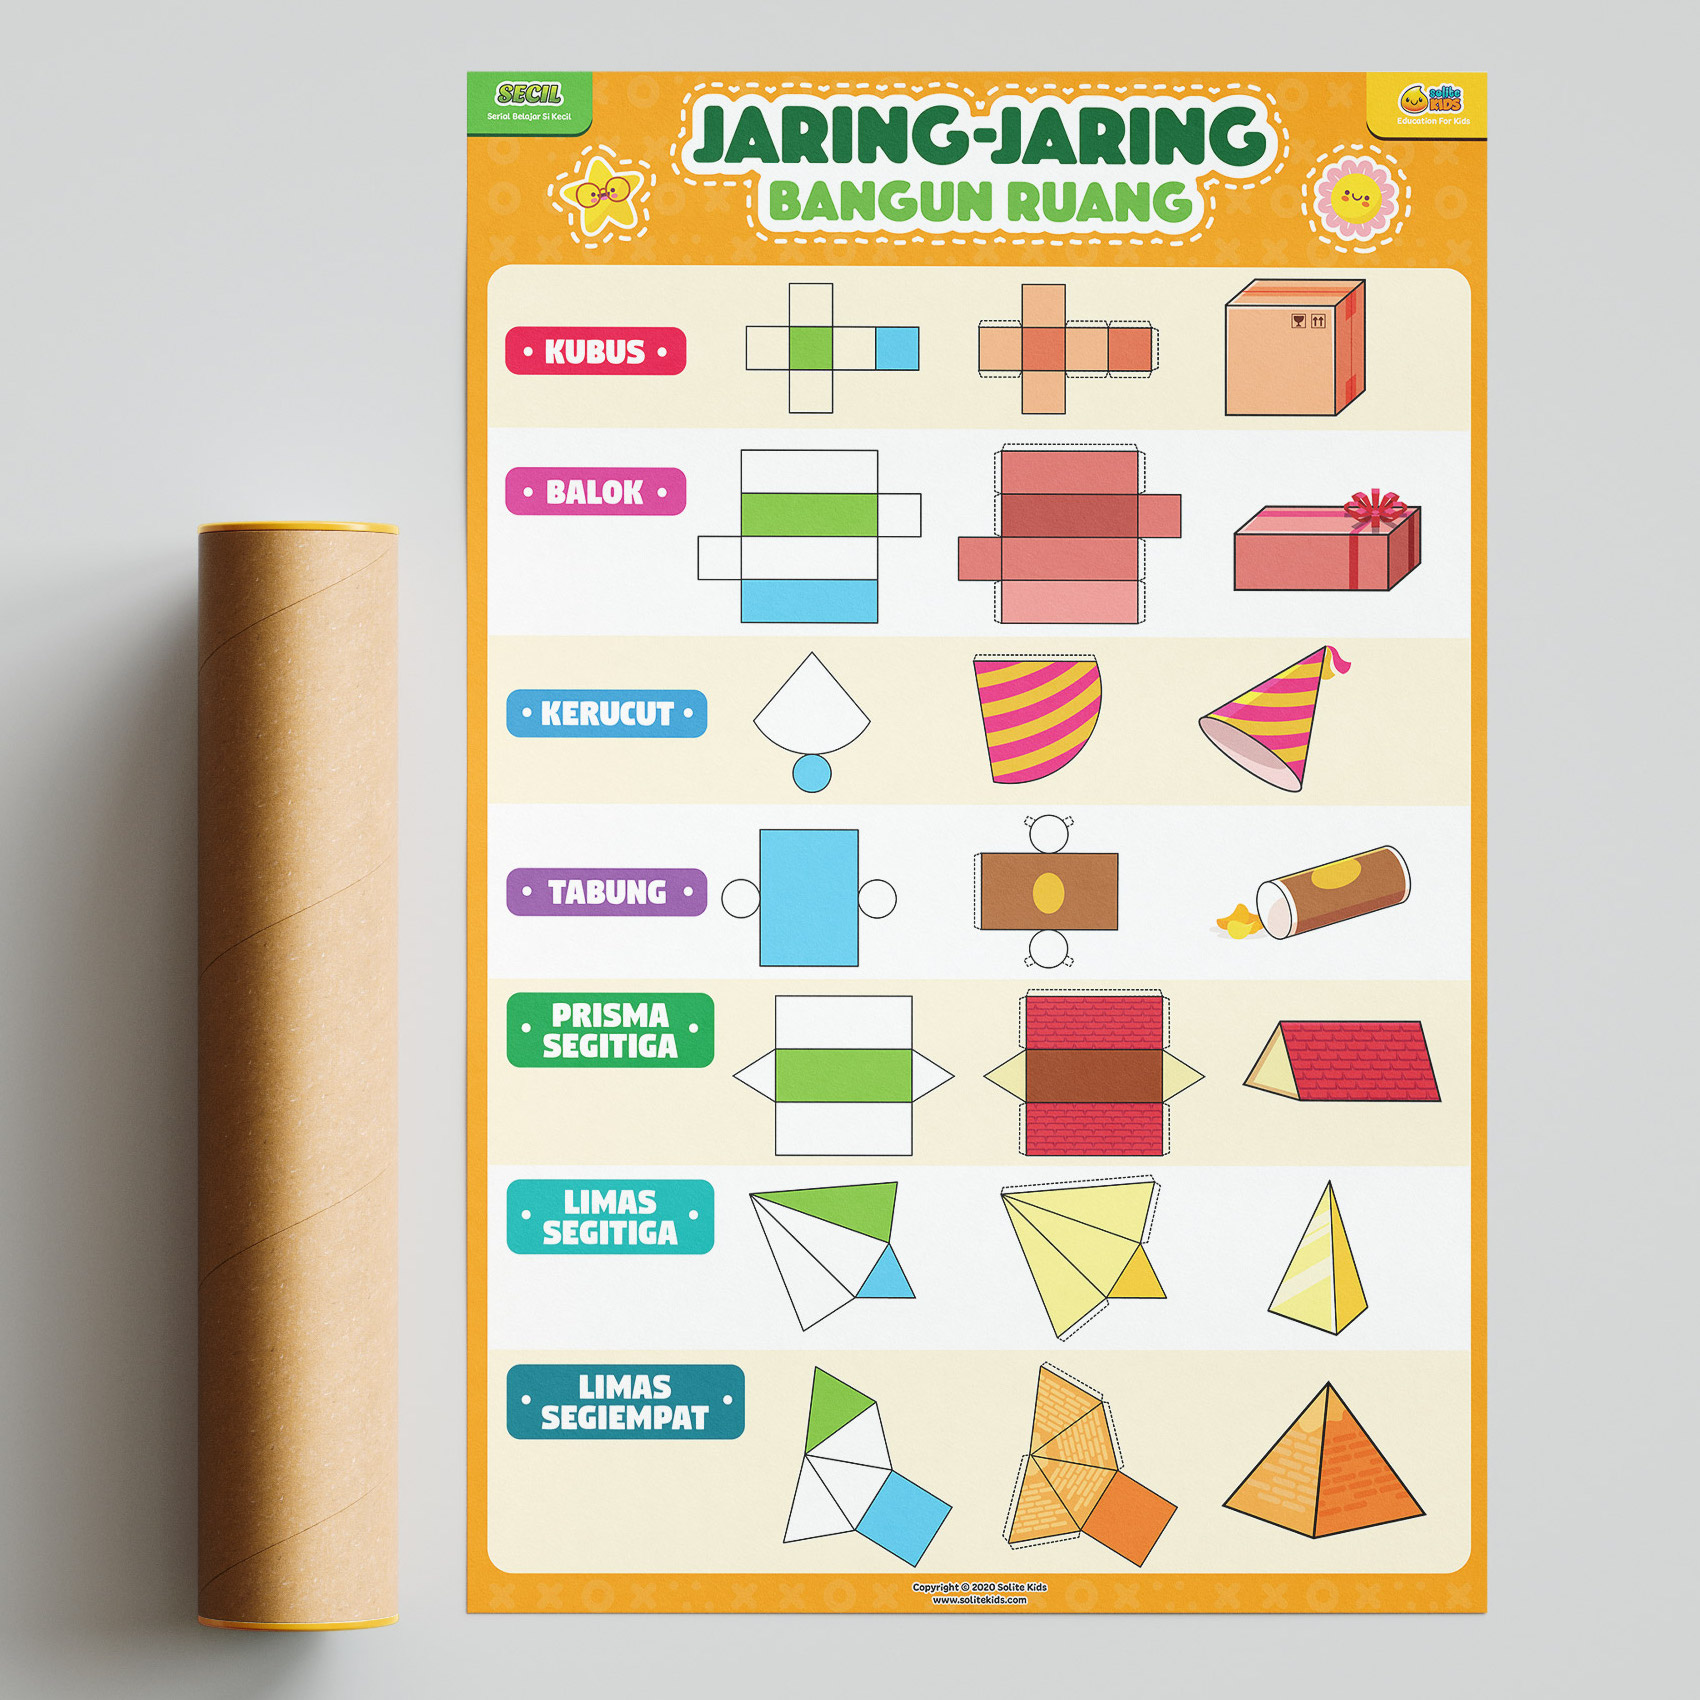 SECIL
Serial Belajar Si Kecil
solite
KIDS
Education For Kids
JARING-JARING
BANGUN RUANG
KUBUS
BALOK
KERUCUT
TABUNG
PRISMA
SEGITIGA
LIMAS
SEGITIGA
LIMAS
SEGIEMPAT
Copyright © 2020 Solite Kids
www.solitekids.com